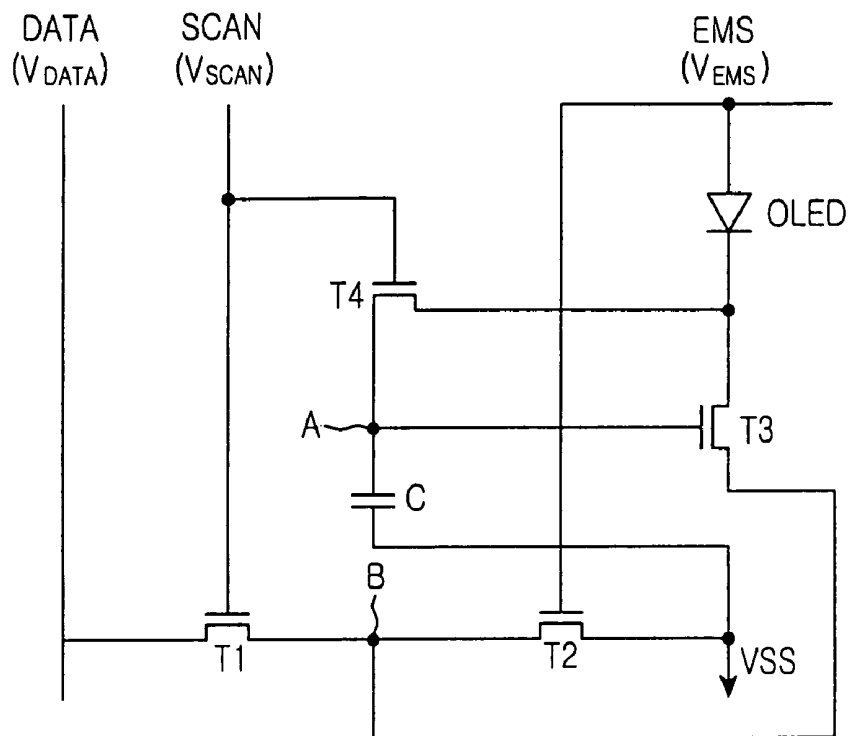 DATA
(VDATA)
SCAN
(VSCAN)
EMS
(VEMS)
OLED
T4
A
T3
C
B
T1
T2
VSS